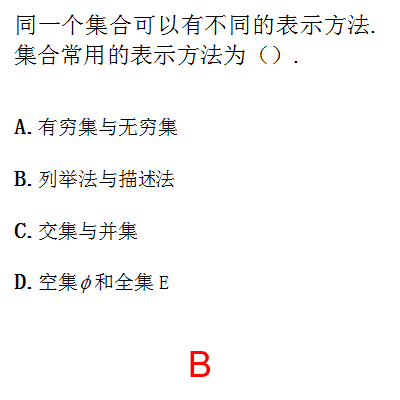 同一个集合可以有不同的表示方法.
集合常用的表示方法为（）.
A. 有穷集与无穷集
B. 列举法与描述法
C. 交集与并集
D. 空集ϕ和全集 E
B